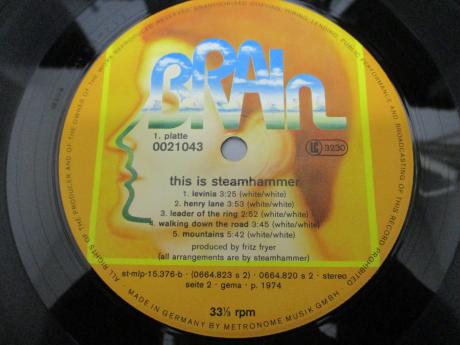 BRAIN
1. platte
0021043
LC 3230
this is steamhammer
1. levinia 3:25 (white/white)
2. henry lane 3:53 (white/white)
3. leader of the ring 2:52 (white/white)
4. walking down the road 3:45 (white/white)
5. mountains 5:42 (white/white)
produced by fritz fryer
(all arrangements are by steamhammer)
st-mlp-15.376-b · (0664.823 s 2) · 0664.820 s 2 · stereo
seite 2 · gema · p. 1974
33⅓ rpm
ALL RIGHTS OF THE PRODUCER AND OF THE OWNER OF THE WORK REPRODUCED RESERVED. UNAUTHORISED COPYING, HIRING, LENDING, PUBLIC PERFORMANCE AND BROADCASTING OF THIS RECORD PROHIBITED
MADE IN GERMANY BY METRONOME MUSIK GMBH